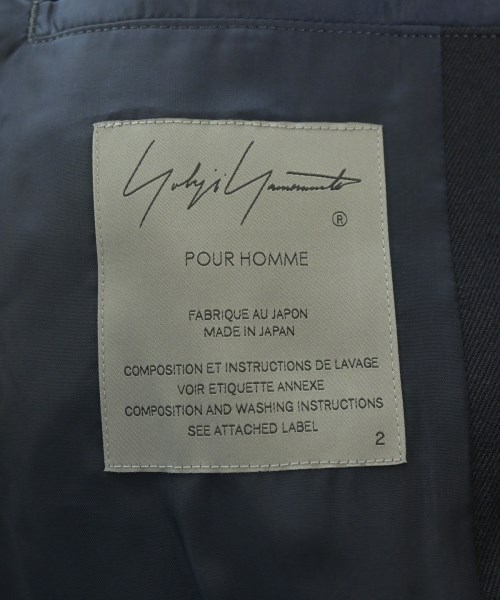 Yohji Yamamoto
®
POUR HOMME
FABRIQUE AU JAPON
MADE IN JAPAN
COMPOSITION ET INSTRUCTIONS DE LAVAGE
VOIR ETIQUETTE ANNEXE
COMPOSITION AND WASHING INSTRUCTIONS
SEE ATTACHED LABEL
2